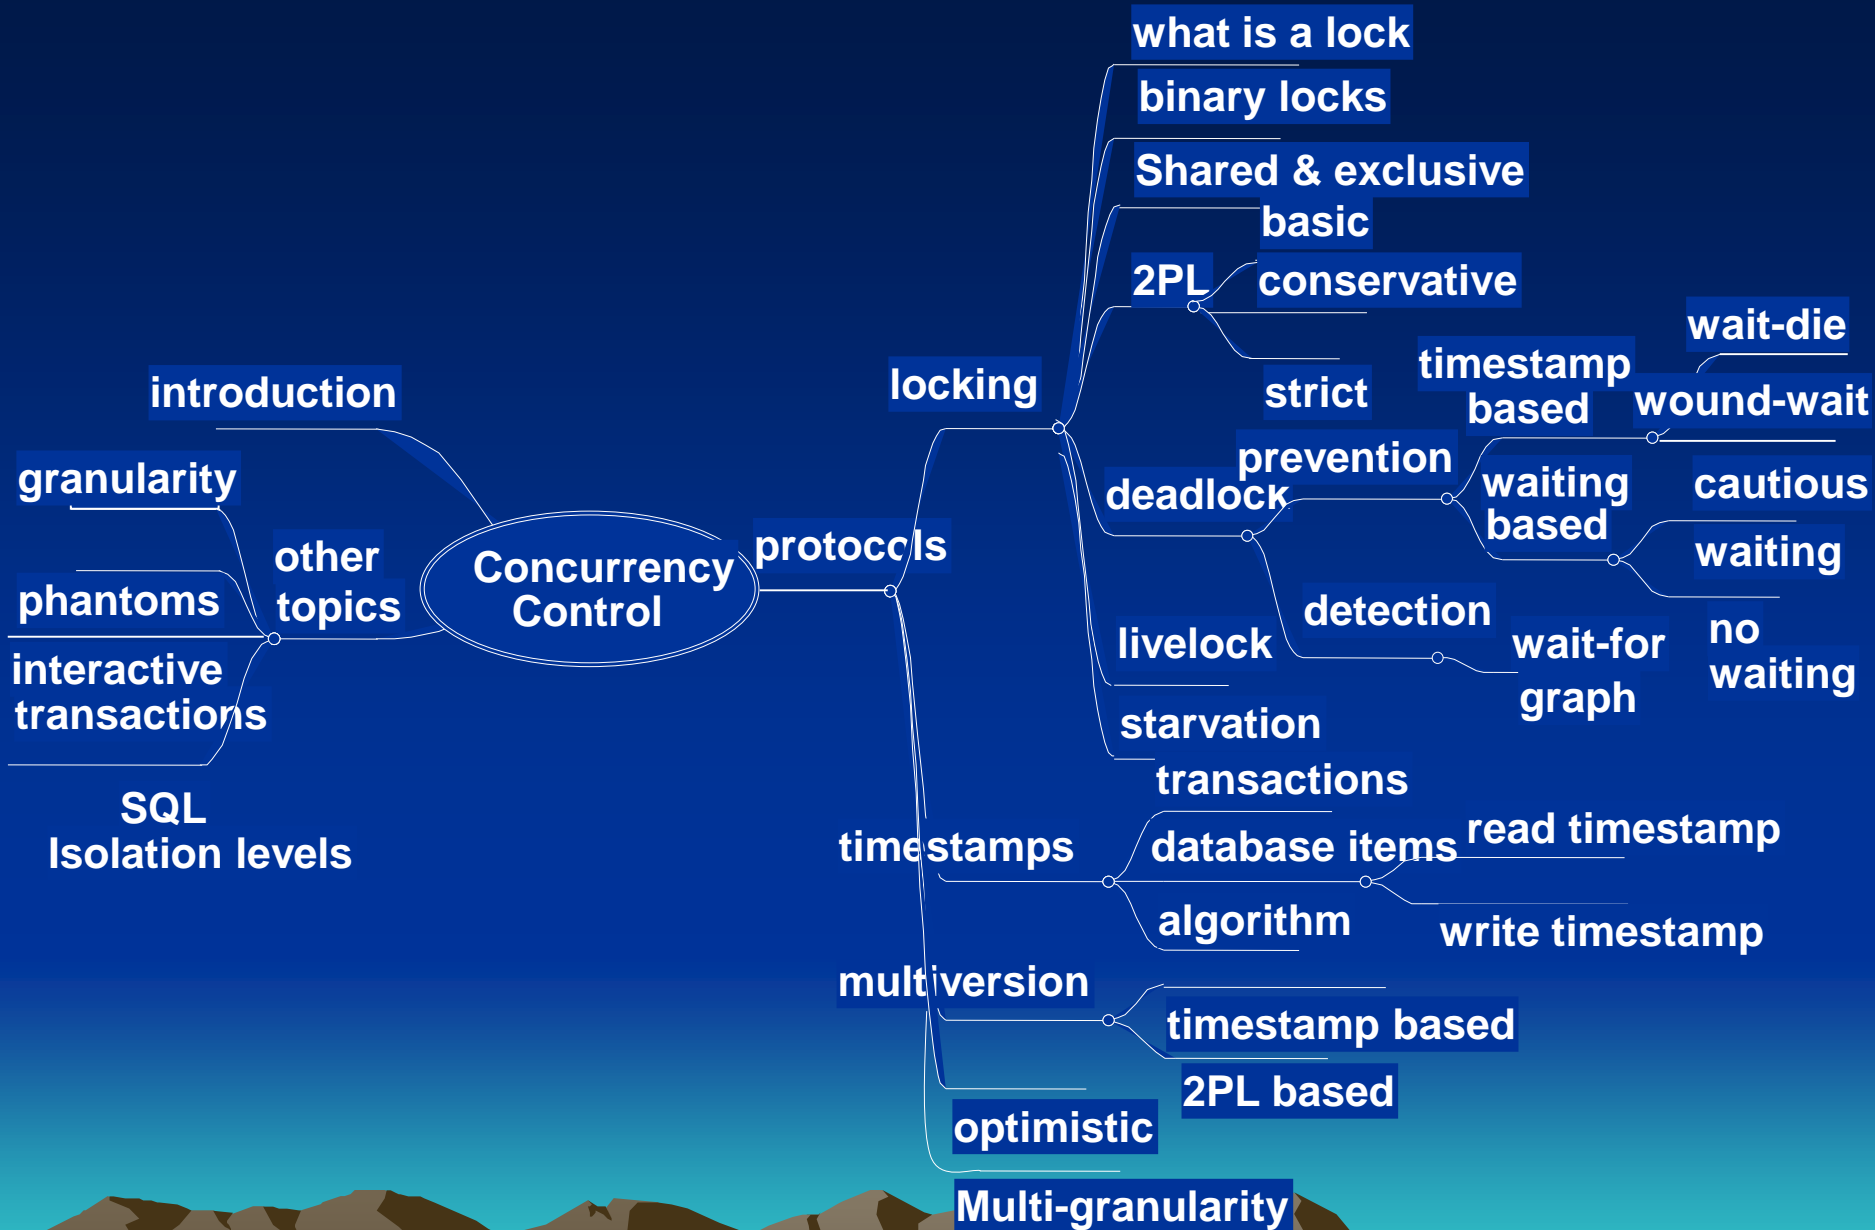 introduction
granularity
phantoms
interactive
transactions
SQL
Isolation levels
other
topics
Concurrency
Control
protocols
locking
what is a lock
binary locks
Shared & exclusive
2PL
basic
conservative
strict
deadlock
prevention
timestamp
based
wait-die
wound-wait
waiting
based
cautious
waiting
no
waiting
detection
wait-for
graph
livelock
starvation
timestamps
transactions
database items
read timestamp
write timestamp
algorithm
multiversion
timestamp based
2PL based
optimistic
Multi-granularity